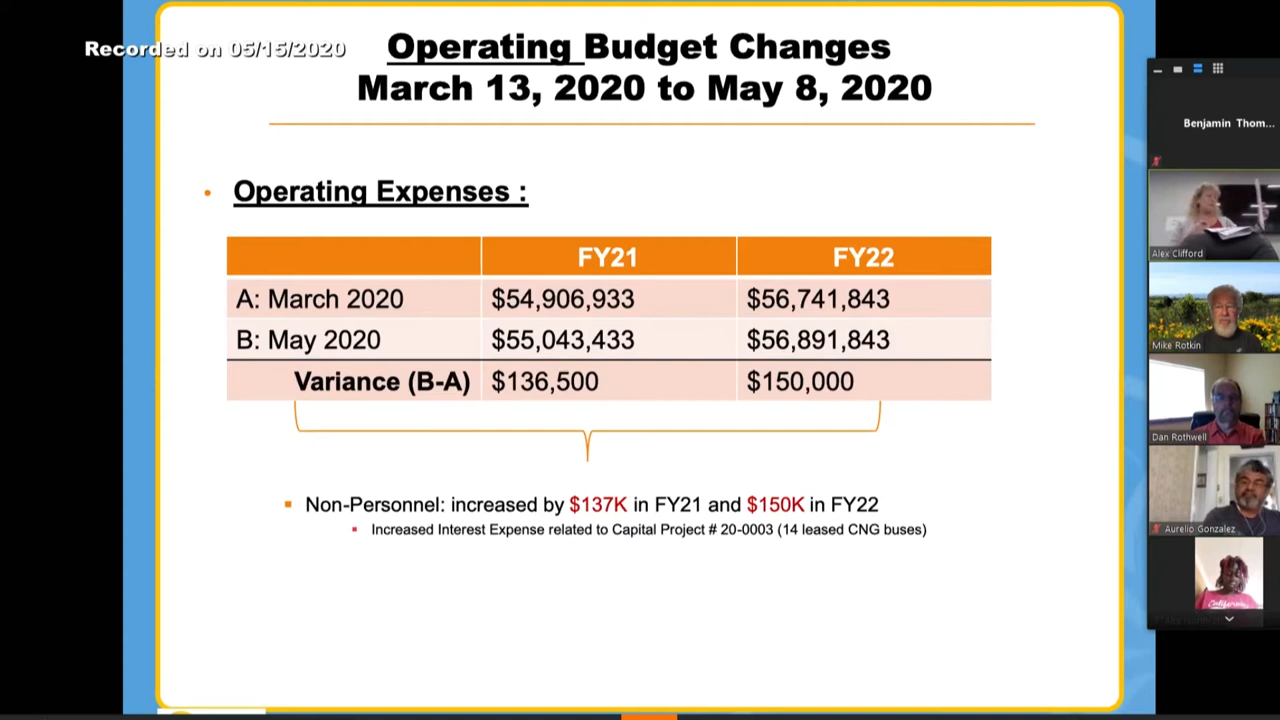 Recorded on 05/15/2020
Operating Budget Changes
March 13, 2020 to May 8, 2020
• Operating Expenses :
FY21 FY22
A: March 2020 $54,906,933 $56,741,843
B: May 2020 $55,043,433 $56,891,843
Variance (B-A) $136,500 $150,000
Non-Personnel: increased by $137K in FY21 and $150K in FY22
Increased Interest Expense related to Capital Project # 20-0003 (14 leased CNG buses)
Benjamin Thom...
Alex Clifford
Mike Rotkin
Dan Rothwell
Aurelio Gonzalez
California